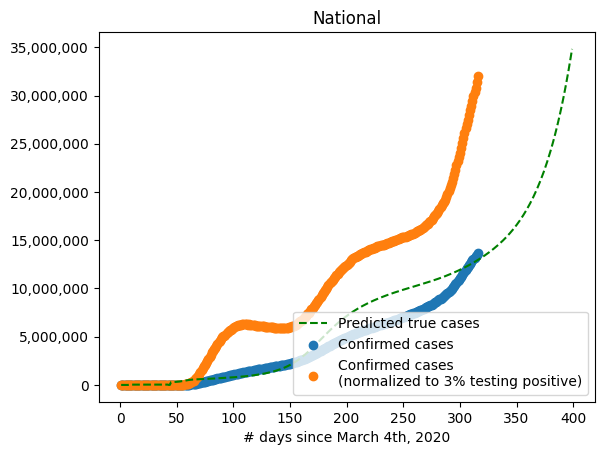 National
35,000,000
30,000,000
25,000,000
20,000,000
15,000,000
10,000,000
5,000,000
0
Predicted true cases
Confirmed cases
Confirmed cases
(normalized to 3% testing positive)
0 50 100 150 200 250 300 350 400
# days since March 4th, 2020